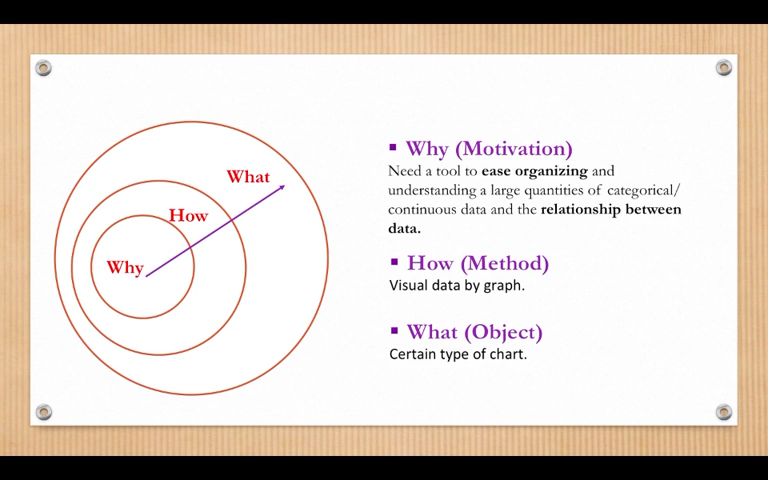 What
How
Why
▪ Why (Motivation)
Need a tool to ease organizing and
understanding a large quantities of categorical/
continuous data and the relationship between
data.
▪ How (Method)
Visual data by graph.
▪ What (Object)
Certain type of chart.